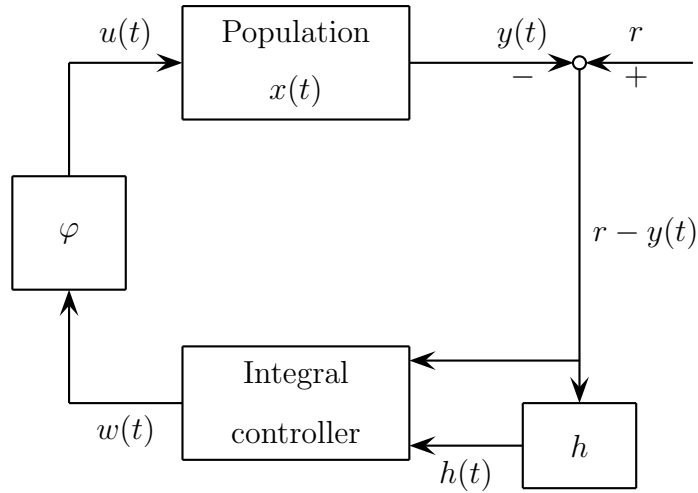 u(t)
Population
x(t)
y(t)
r
−
+
φ
r − y(t)
Integral
controller
w(t)
h(t)
h